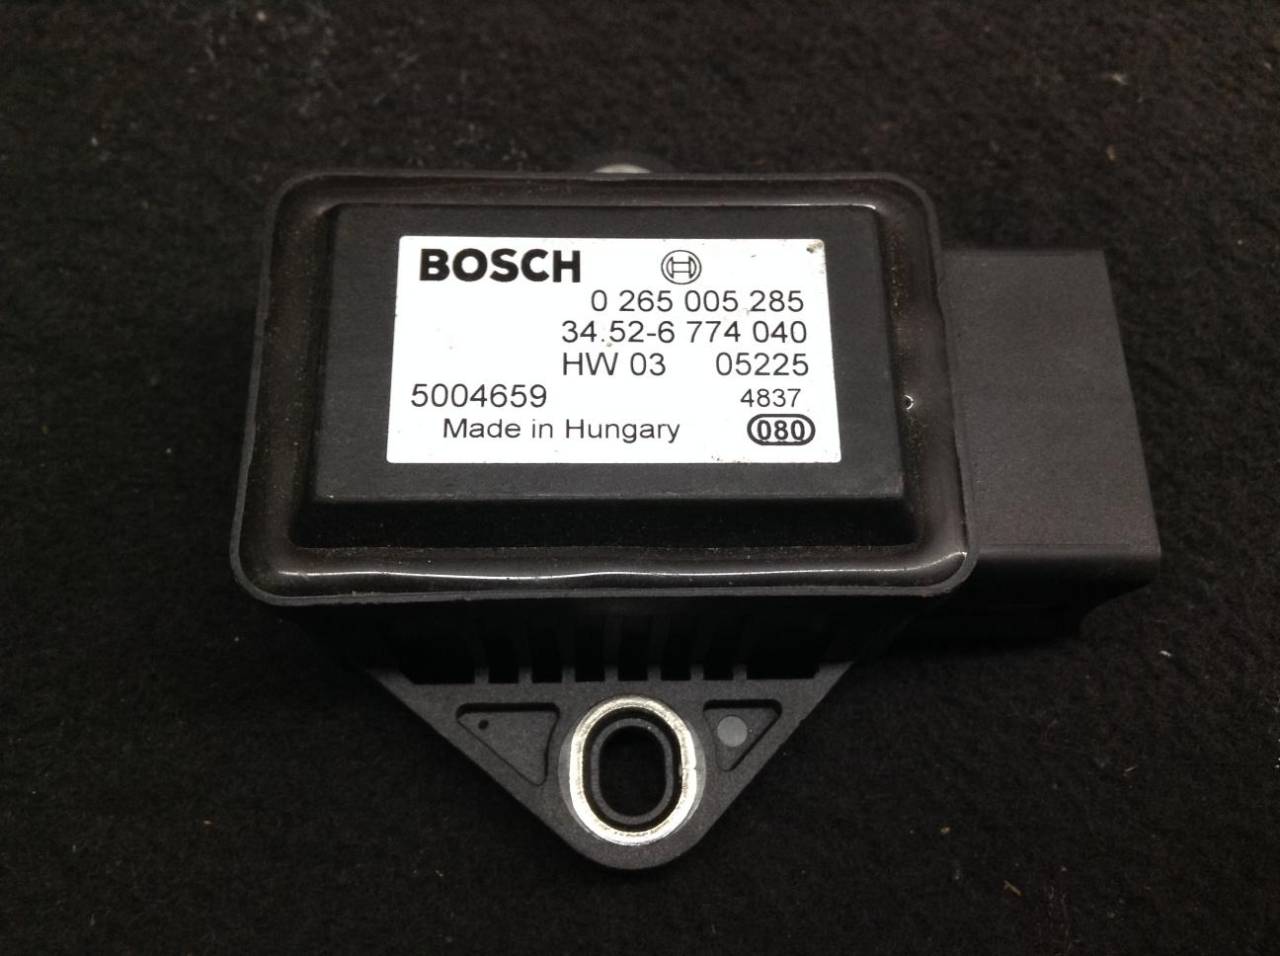 BOSCH
0 265 005 285
34.52-6 774 040
HW 03 05225
5004659 4837
Made in Hungary 080